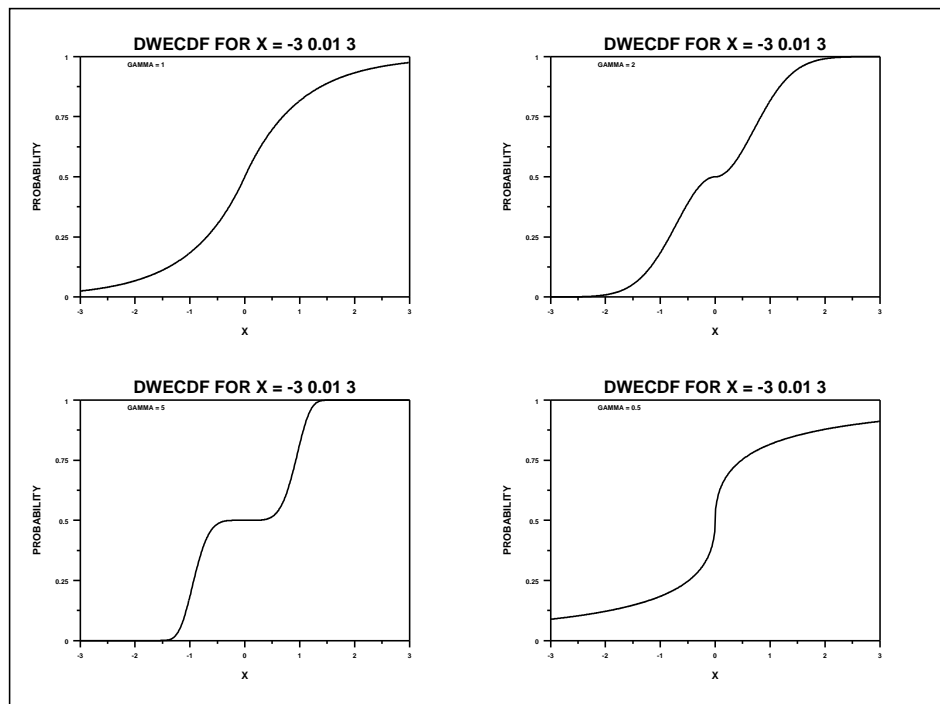 DWECDF FOR X = -3 0.01 3
GAMMA = 1
1
0.75
0.5
0.25
0
PROBABILITY
-3 -2 -1 0 1 2 3
X
DWECDF FOR X = -3 0.01 3
GAMMA = 2
1
0.75
0.5
0.25
0
PROBABILITY
-3 -2 -1 0 1 2 3
X
DWECDF FOR X = -3 0.01 3
GAMMA = 5
1
0.75
0.5
0.25
0
PROBABILITY
-3 -2 -1 0 1 2 3
X
DWECDF FOR X = -3 0.01 3
GAMMA = 0.5
1
0.75
0.5
0.25
0
PROBABILITY
-3 -2 -1 0 1 2 3
X